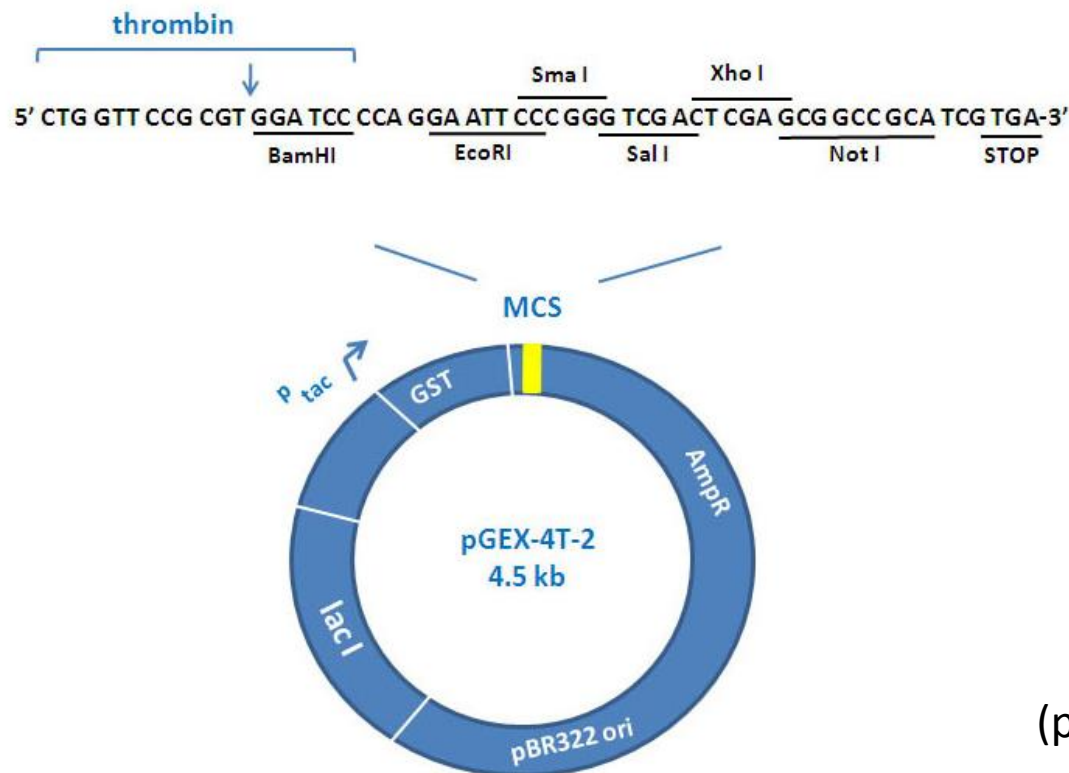 thrombin
Sma I Xho I
5' CTG GTT CCG CGT GGA TCC CCA GGA ATT CCC GGG TCG ACT CGA GCG GCC GCA TCG TGA-3'
BamHI EcoRI Sal I Not I STOP
MCS
p tac
GST
AmpR
pGEX-4T-2
4.5 kb
lac I
pBR322 ori
(p